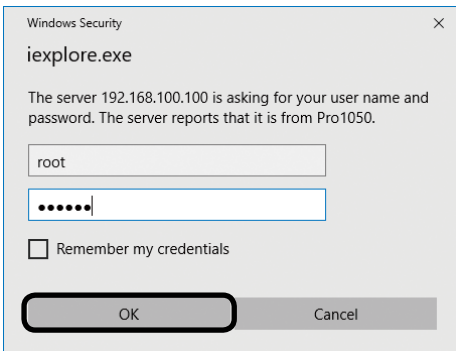 Windows Security
iexplore.exe
The server 192.168.100.100 is asking for your user name and
password. The server reports that it is from Pro1050.
root
●●●●●●
Remember my credentials
OK
Cancel